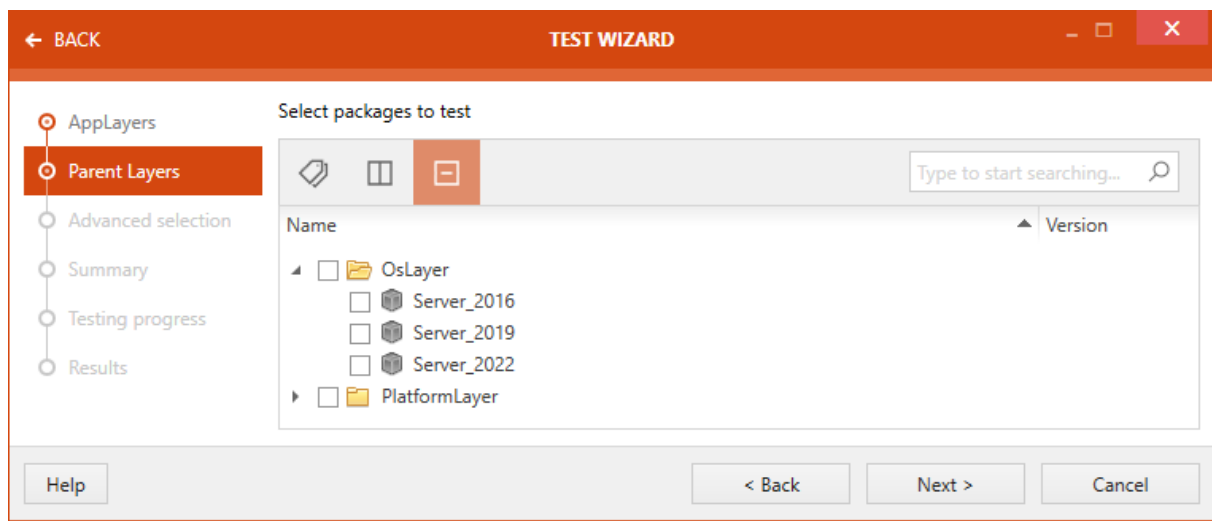 BACK
TEST WIZARD
AppLayers
Parent Layers
Advanced selection
Summary
Testing progress
Results
Select packages to test
Type to start searching...
Name
Version
OsLayer
Server_2016
Server_2019
Server_2022
PlatformLayer
Help
< Back
Next >
Cancel